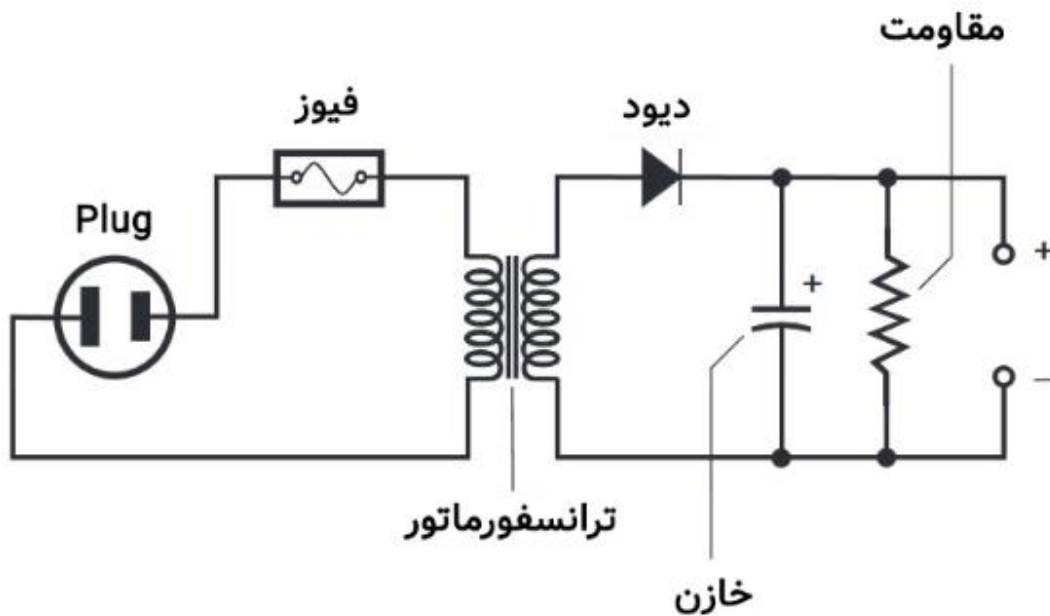 مقاومت
دیود
فیوز
Plug
+
+
−
ترانسفورماتور
خازن